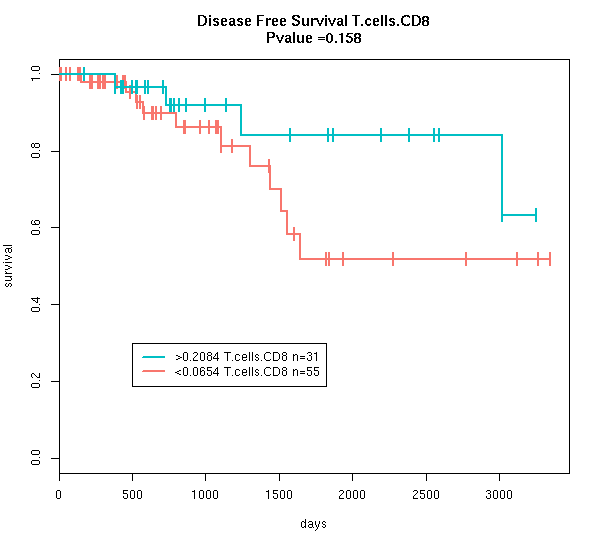 Disease Free Survival T.cells.CD8
Pvalue =0.158
1.0
0.8
0.6
0.4
0.2
0.0
survival
>0.2084 T.cells.CD8 n=31
<0.0654 T.cells.CD8 n=55
0 500 1000 1500 2000 2500 3000
days